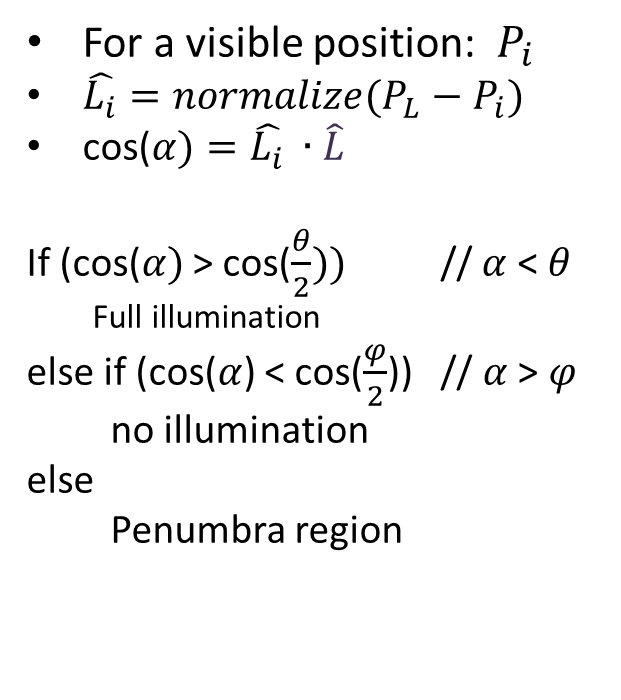 • For a visible position: Pᵢ
• L̂ᵢ = normalize(P_L − Pᵢ)
• cos(α) = L̂ᵢ · L̂
If (cos(α) > cos(θ/2)) // α < θ
Full illumination
else if (cos(α) < cos(φ/2)) // α > φ
no illumination
else
Penumbra region